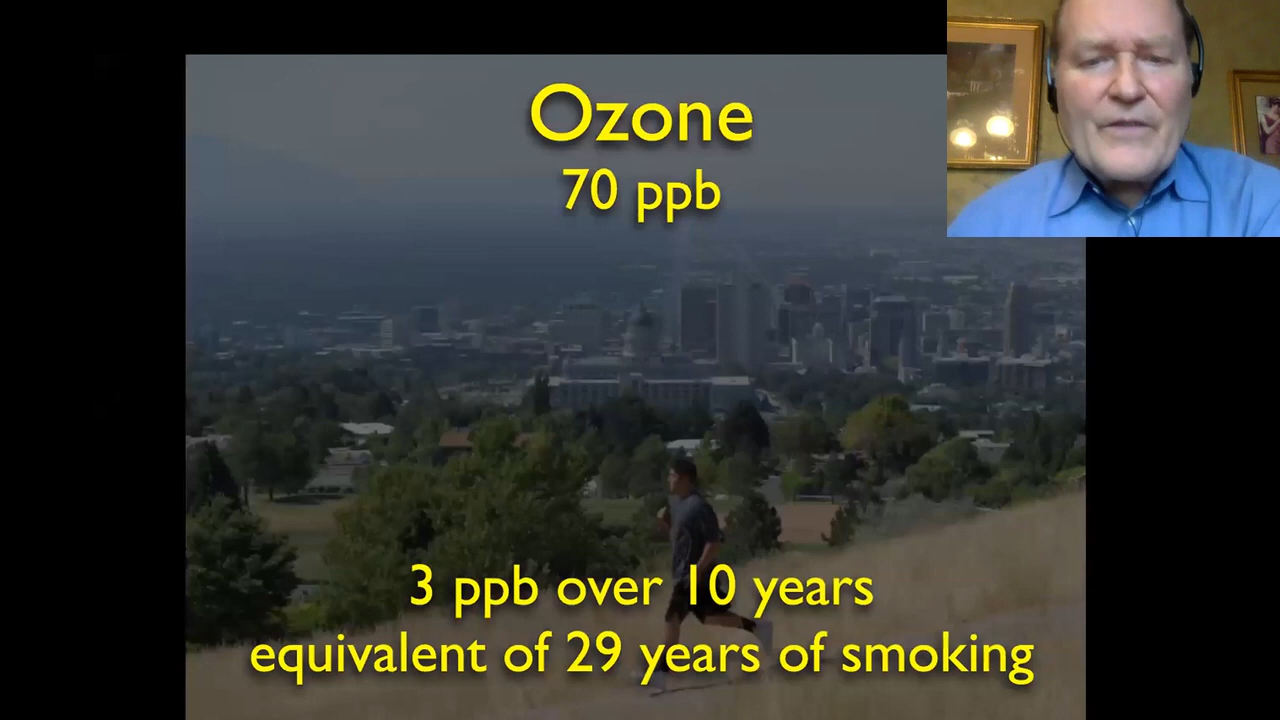 Ozone
70 ppb
3 ppb over 10 years
equivalent of 29 years of smoking